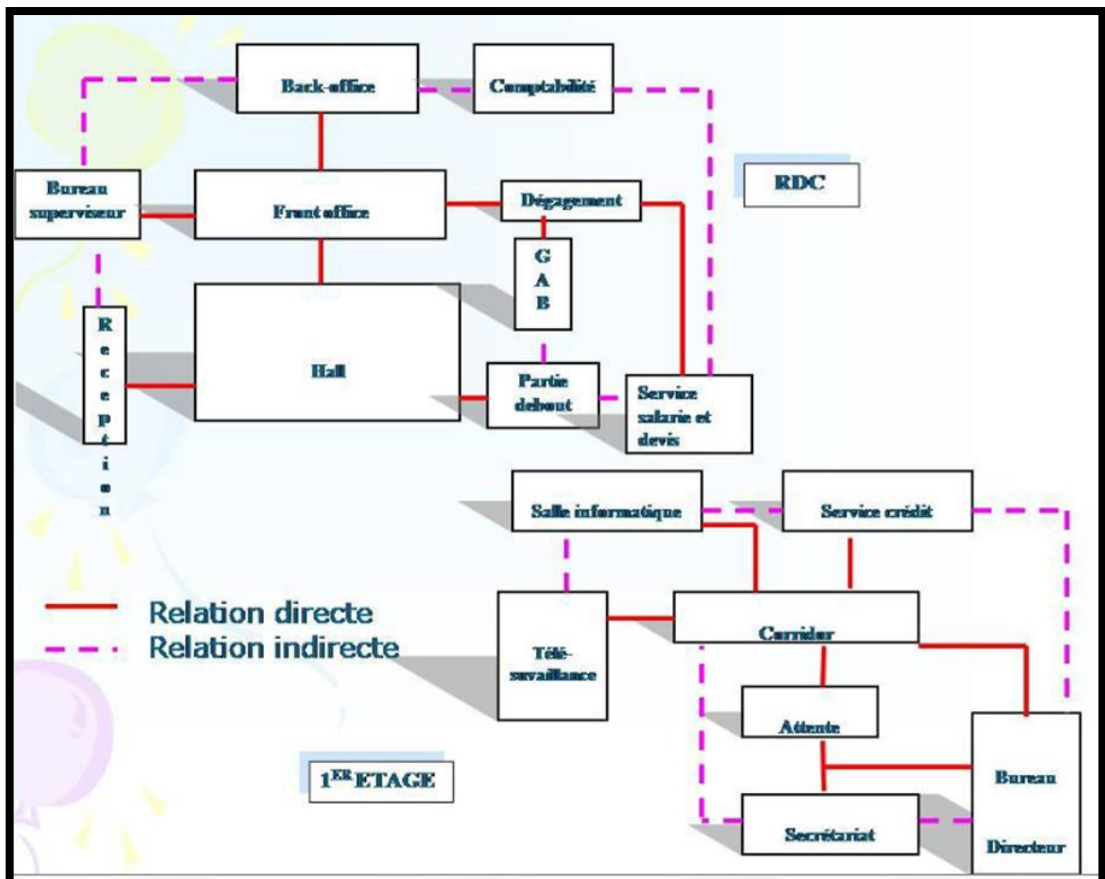 Back-office
Comptabilité
Bureau
superviseur
Front office
Dégagement
RDC
G
A
B
R
e
c
e
p
t
i
o
n
Hall
Partie
debout
Service
salarie et
devis
Salle informatique
Service crédit
Relation directe
Relation indirecte
Télé-
suvaillance
Corridor
Attente
1ER ETAGE
Bureau
Directeur
Secrétariat